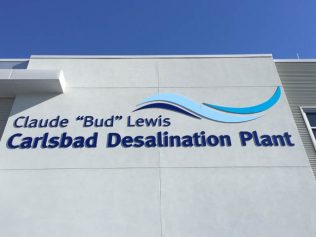 Claude "Bud" Lewis
Carlsbad Desalination Plant